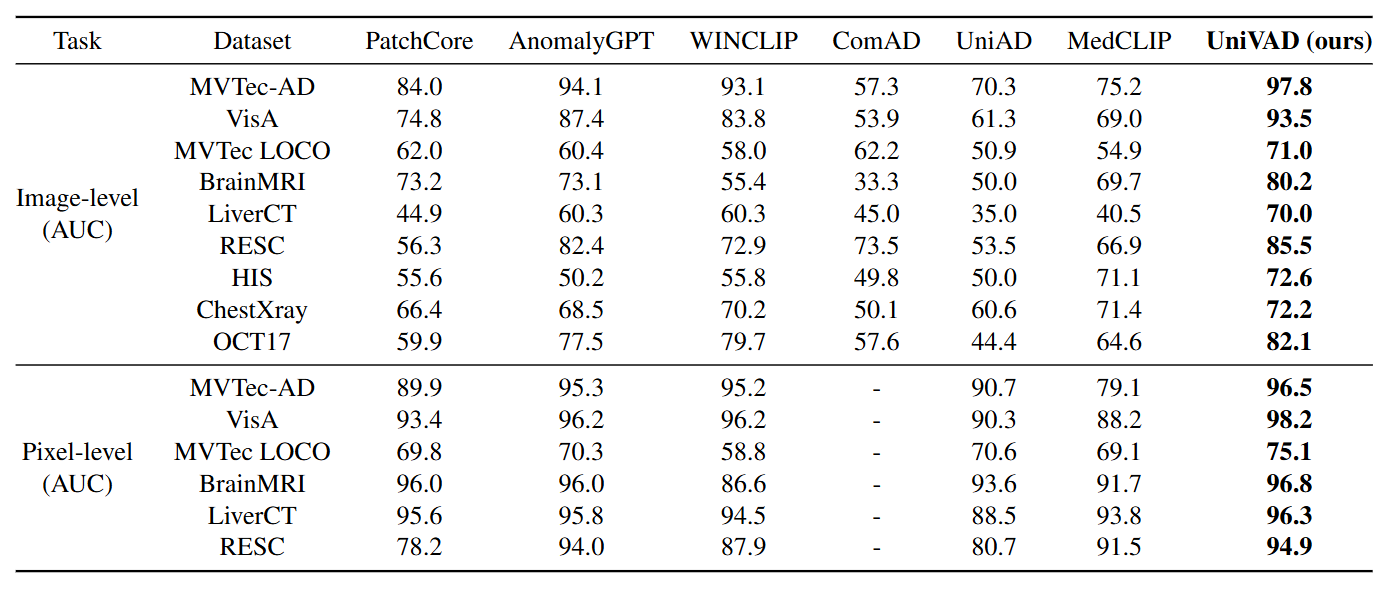 Task Dataset PatchCore AnomalyGPT WINCLIP ComAD UniAD MedCLIP UniVAD (ours)
MVTec-AD 84.0 94.1 93.1 57.3 70.3 75.2 97.8
VisA 74.8 87.4 83.8 53.9 61.3 69.0 93.5
MVTec LOCO 62.0 60.4 58.0 62.2 50.9 54.9 71.0
BrainMRI 73.2 73.1 55.4 33.3 50.0 69.7 80.2
Image-level
LiverCT 44.9 60.3 60.3 45.0 35.0 40.5 70.0
(AUC)
RESC 56.3 82.4 72.9 73.5 53.5 66.9 85.5
HIS 55.6 50.2 55.8 49.8 50.0 71.1 72.6
ChestXray 66.4 68.5 70.2 50.1 60.6 71.4 72.2
OCT17 59.9 77.5 79.7 57.6 44.4 64.6 82.1
MVTec-AD 89.9 95.3 95.2 - 90.7 79.1 96.5
VisA 93.4 96.2 96.2 - 90.3 88.2 98.2
Pixel-level MVTec LOCO 69.8 70.3 58.8 - 70.6 69.1 75.1
(AUC) BrainMRI 96.0 96.0 86.6 - 93.6 91.7 96.8
LiverCT 95.6 95.8 94.5 - 88.5 93.8 96.3
RESC 78.2 94.0 87.9 - 80.7 91.5 94.9